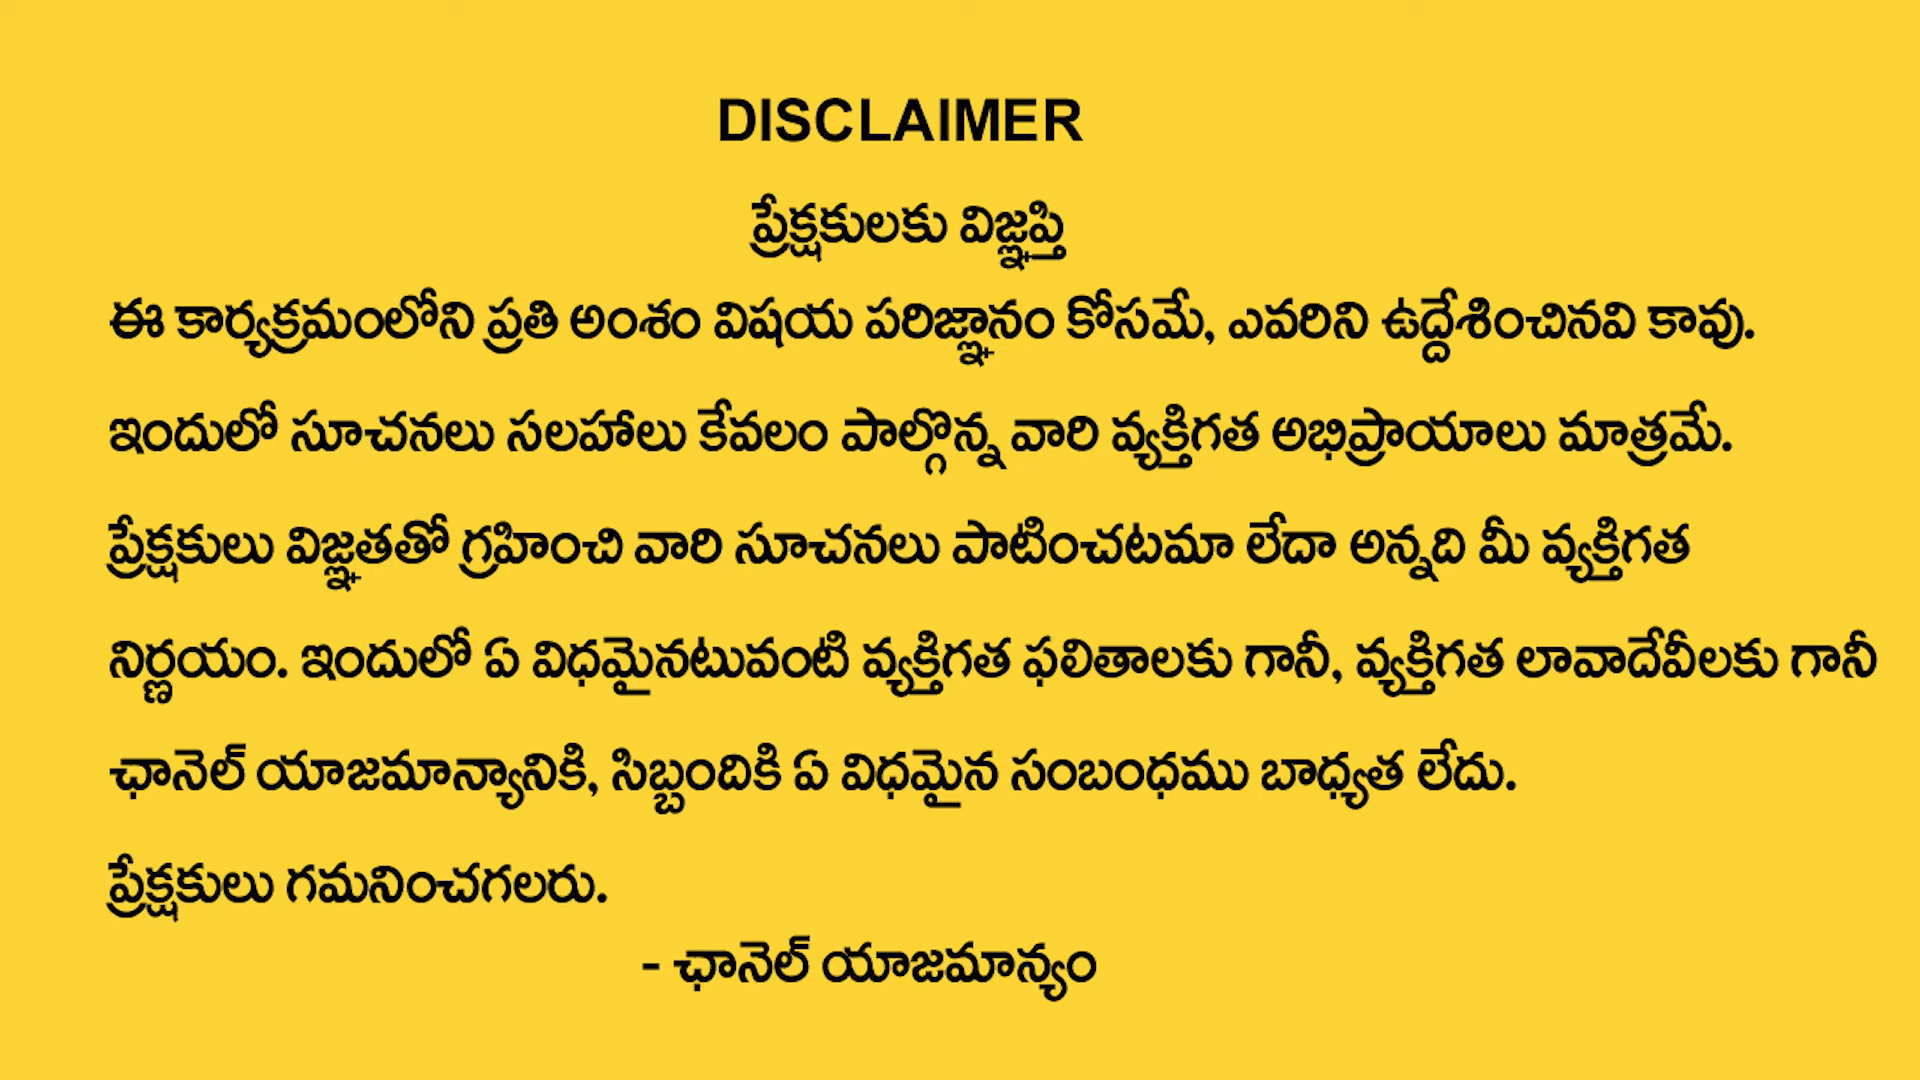 DISCLAIMER
ప్రేక్షకులకు విజ్ఞప్తి
ఈ కార్యక్రమంలోని ప్రతి అంశం విషయ పరిజ్ఞానం కోసమే, ఎవరిని ఉద్దేశించినవి కావు.
ఇందులో సూచనలు సలహాలు కేవలం పాల్గొన్న వారి వ్యక్తిగత అభిప్రాయాలు మాత్రమే.
ప్రేక్షకులు విజ్ఞతతో గ్రహించి వారి సూచనలు పాటించటమా లేదా అన్నది మీ వ్యక్తిగత
నిర్ణయం. ఇందులో ఏ విధమైనటువంటి వ్యక్తిగత ఫలితాలకు గానీ, వ్యక్తిగత లావాదేవీలకు గానీ
ఛానెల్ యాజమాన్యానికి, సిబ్బందికి ఏ విధమైన సంబంధము బాధ్యత లేదు.
ప్రేక్షకులు గమనించగలరు.
- ఛానెల్ యాజమాన్యం